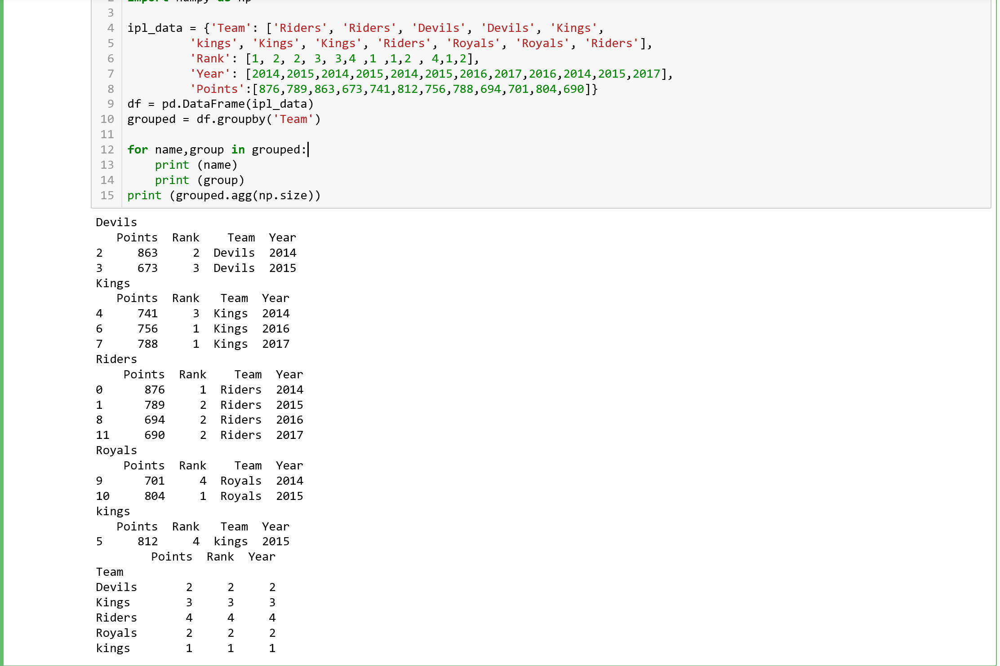 2 import numpy as np
3
4 ipl_data = {'Team': ['Riders', 'Riders', 'Devils', 'Devils', 'Kings',
5          'kings', 'Kings', 'Kings', 'Riders', 'Royals', 'Royals', 'Riders'],
6          'Rank': [1, 2, 2, 3, 3,4 ,1 ,1,2 , 4,1,2],
7          'Year': [2014,2015,2014,2015,2014,2015,2016,2017,2016,2014,2015,2017],
8          'Points':[876,789,863,673,741,812,756,788,694,701,804,690]}
9 df = pd.DataFrame(ipl_data)
10 grouped = df.groupby('Team')
11
12 for name,group in grouped:
13     print (name)
14     print (group)
15 print (grouped.agg(np.size))
Devils
   Points  Rank    Team  Year
2     863     2  Devils  2014
3     673     3  Devils  2015
Kings
   Points  Rank   Team  Year
4     741     3  Kings  2014
6     756     1  Kings  2016
7     788     1  Kings  2017
Riders
    Points  Rank    Team  Year
0      876     1  Riders  2014
1      789     2  Riders  2015
8      694     2  Riders  2016
11     690     2  Riders  2017
Royals
    Points  Rank    Team  Year
9      701     4  Royals  2014
10     804     1  Royals  2015
kings
   Points  Rank   Team  Year
5     812     4  kings  2015
        Points  Rank  Year
Team
Devils       2     2     2
Kings        3     3     3
Riders       4     4     4
Royals       2     2     2
kings        1     1     1